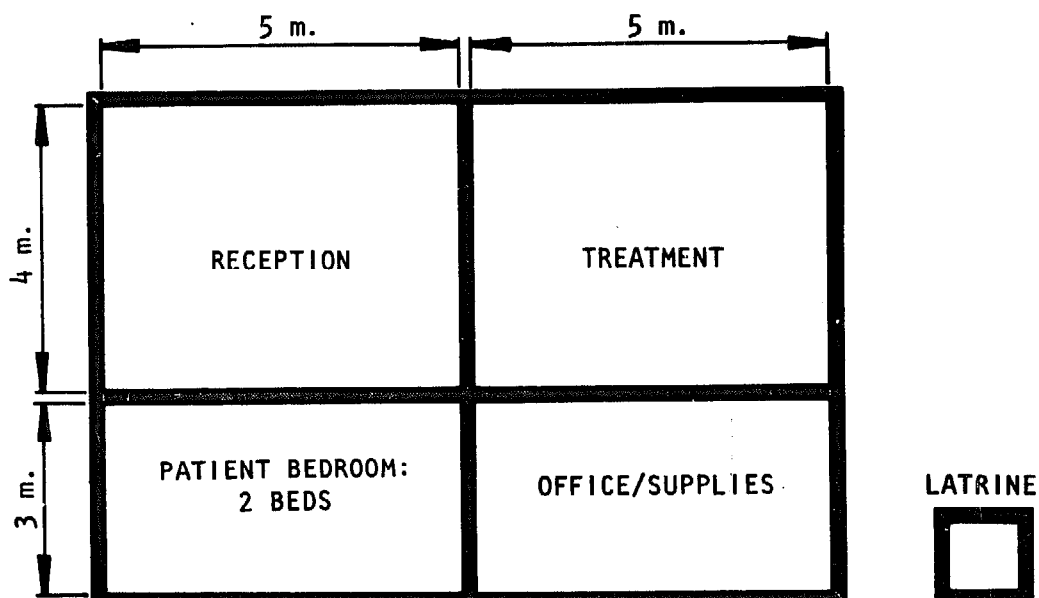 5 m.
5 m.
4 m.
RECEPTION
TREATMENT
3 m.
PATIENT BEDROOM:
2 BEDS
OFFICE/SUPPLIES
LATRINE